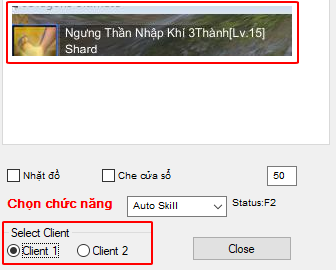 Ngưng Thần Nhập Khí 3Thành[Lv.15]
Shard
Nhặt đồ
Che cửa sổ
50
Chọn chức năng
Auto Skill
Status:F2
Select Client
Client 1
Client 2
Close